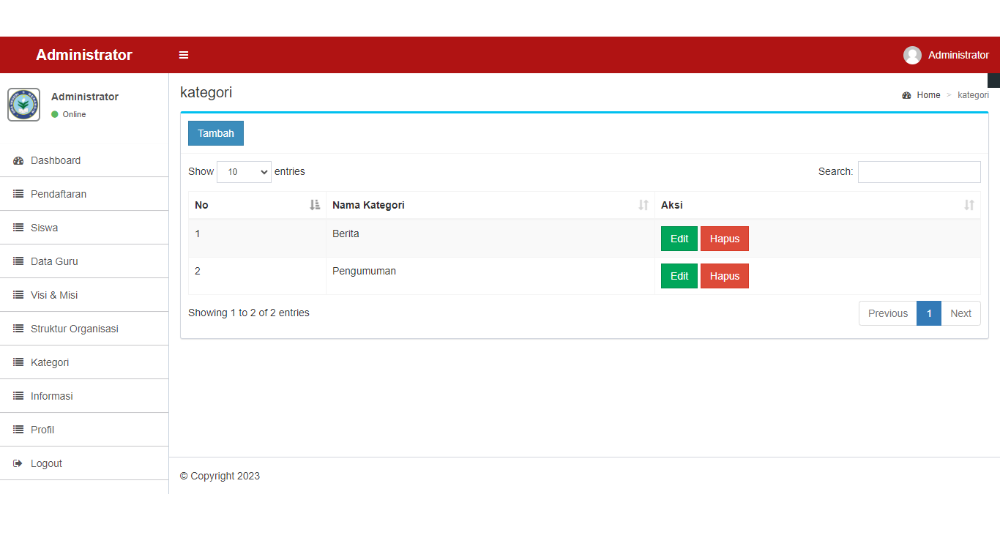 Administrator
Administrator
Administrator
Online
kategori
Home > kategori
Dashboard
Pendaftaran
Siswa
Data Guru
Visi & Misi
Struktur Organisasi
Kategori
Informasi
Profil
Logout
Tambah
Show 10 entries
Search:
No Nama Kategori Aksi
1 Berita Edit Hapus
2 Pengumuman Edit Hapus
Showing 1 to 2 of 2 entries
Previous 1 Next
© Copyright 2023